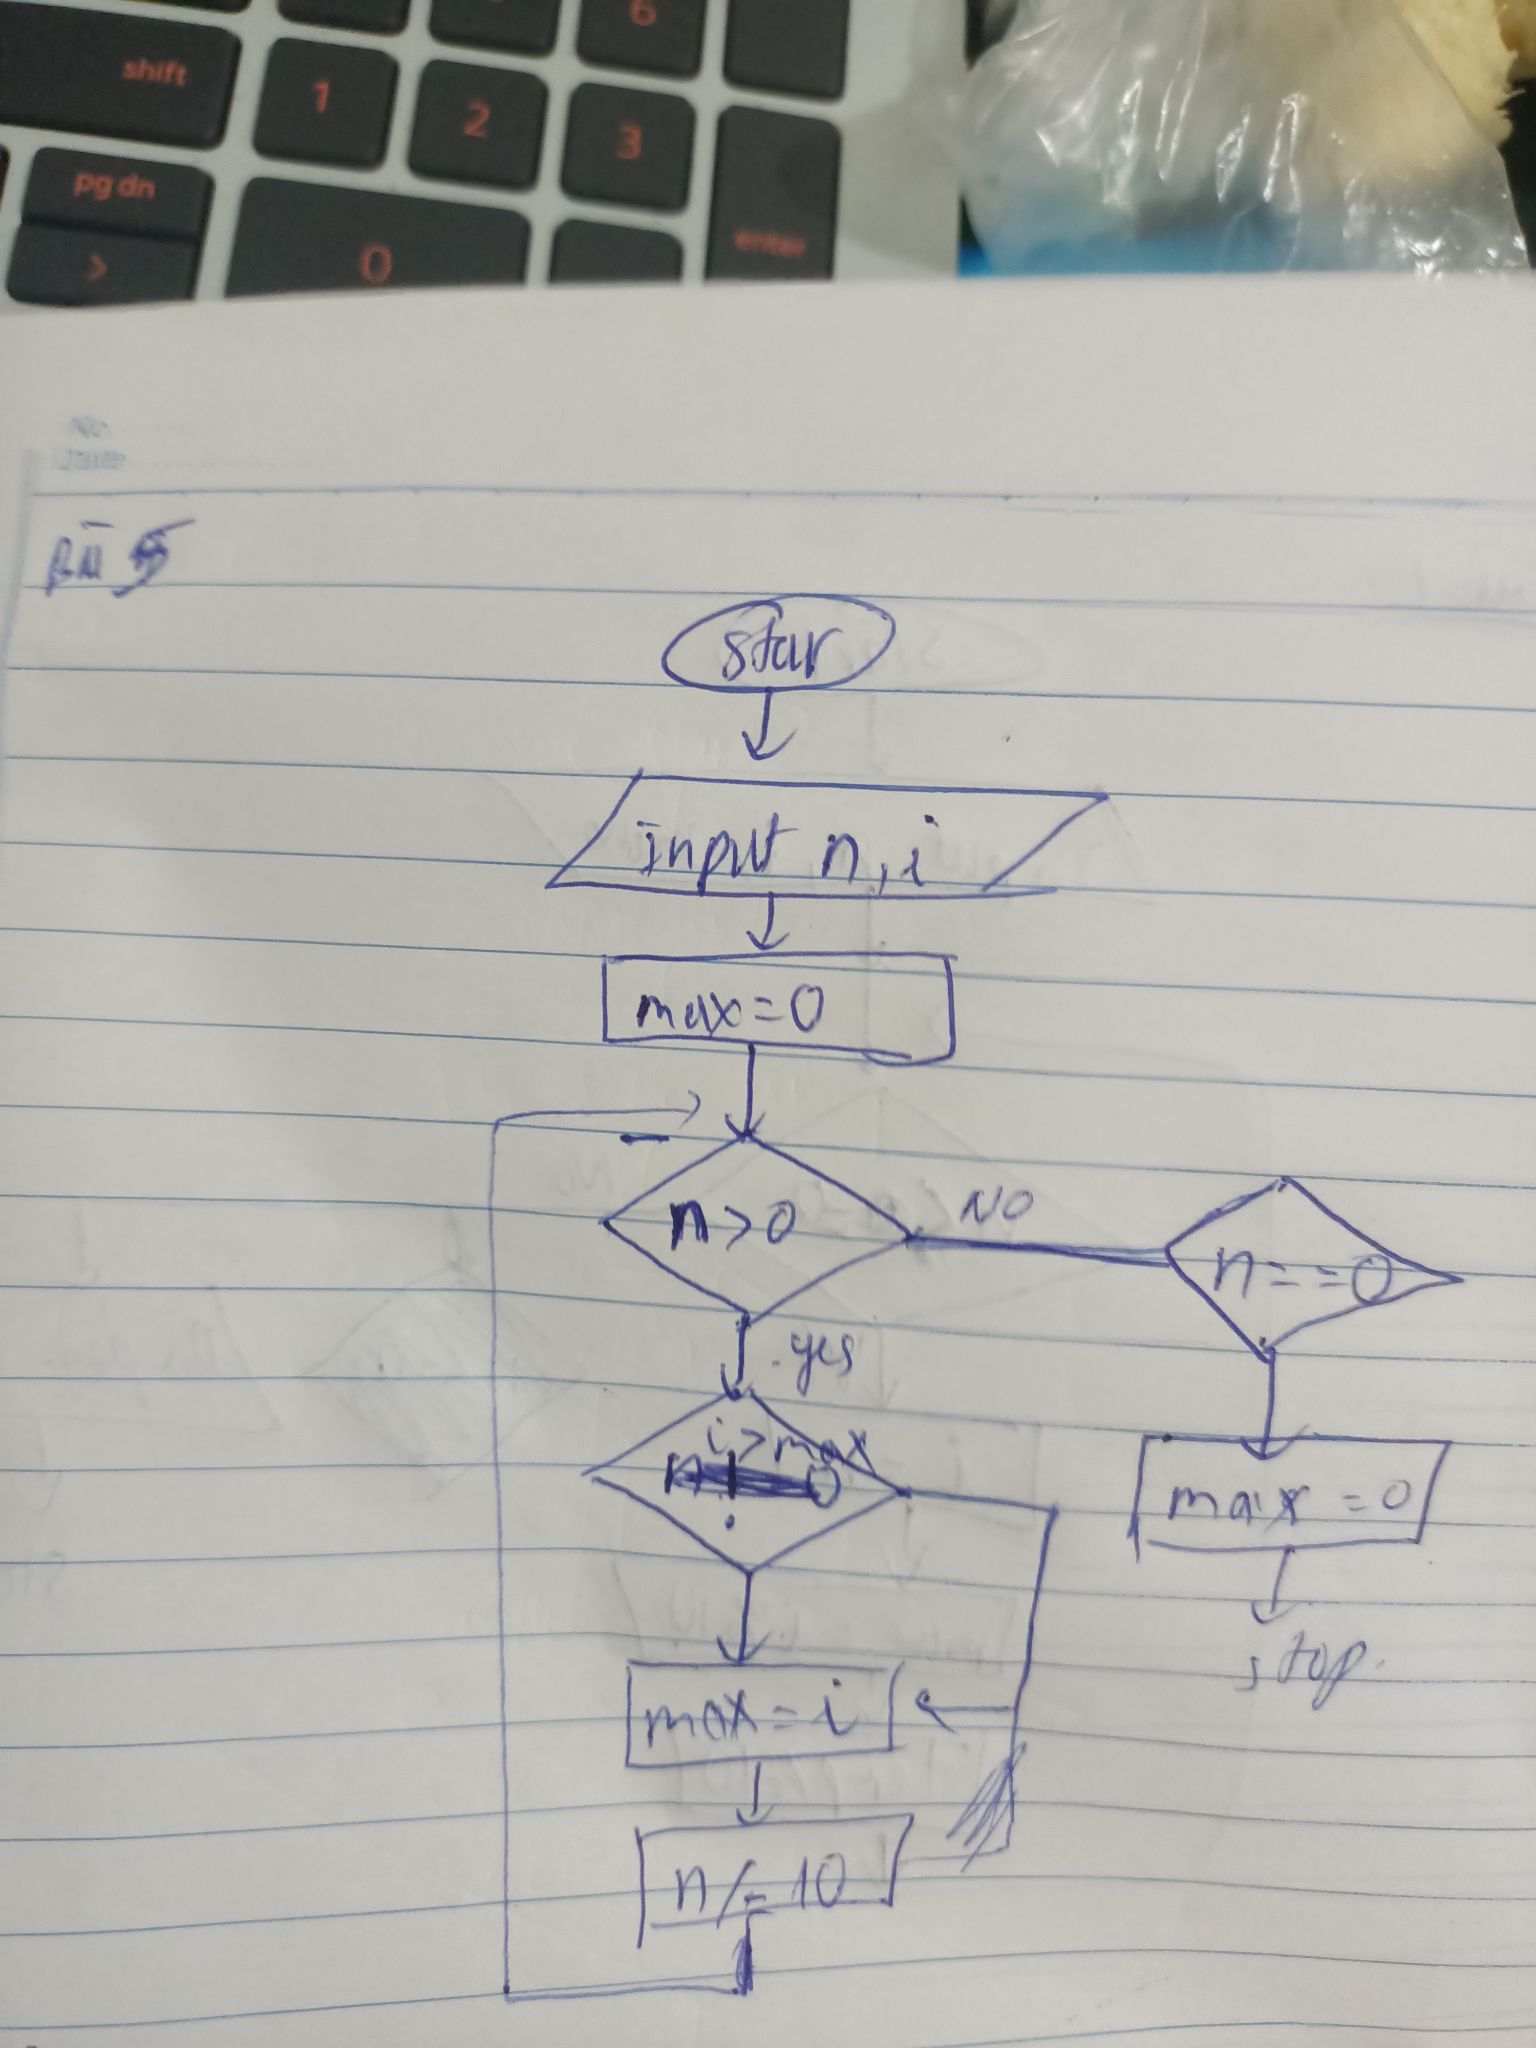 6
shift
1
2
3
pg dn
enter
>
0
No
Date
Bài 5
star
input n, i
max=0
n>0
NO
n==0
yes
i>max
max=0
stop.
max=i
n/=10